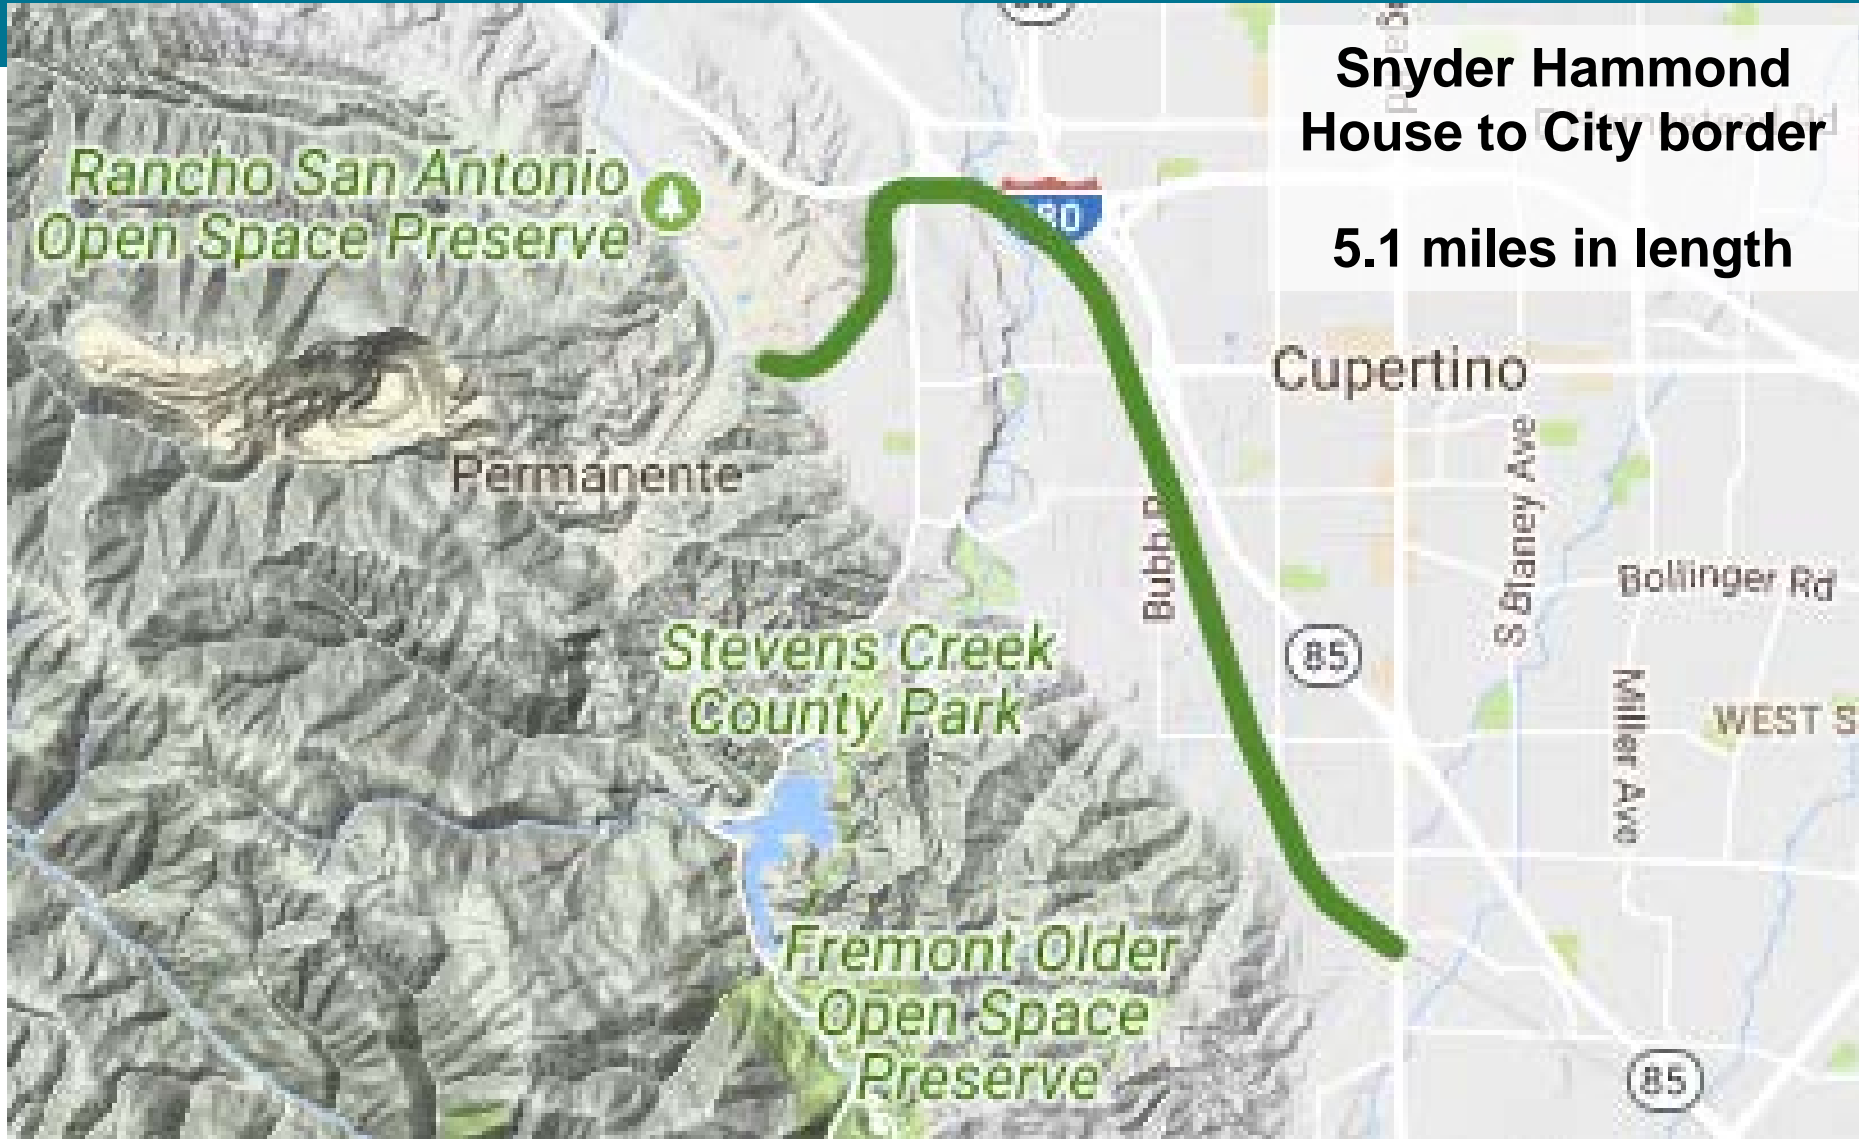 Snyder Hammond
House to City border
5.1 miles in length
Rancho San Antonio
Open Space Preserve
80
Cupertino
Permanente
S Blaney Ave
Bubb
Bollinger Rd
Stevens Creek
County Park
85
Miller Ave
WEST S
Fremont Older
Open Space
Preserve
85